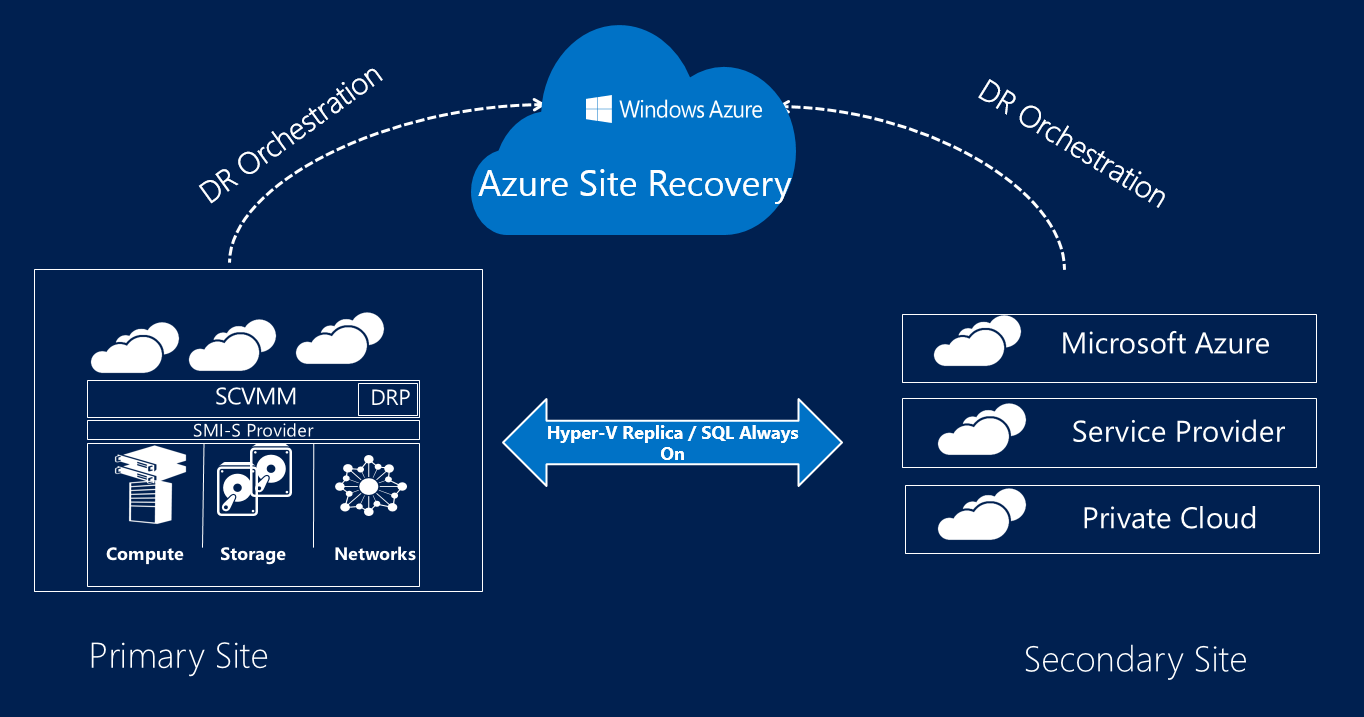 DR Orchestration
Windows Azure
Azure Site Recovery
DR Orchestration
SCVMM
DRP
SMI-S Provider
Compute
Storage
Networks
Hyper-V Replica / SQL Always
On
Microsoft Azure
Service Provider
Private Cloud
Primary Site
Secondary Site